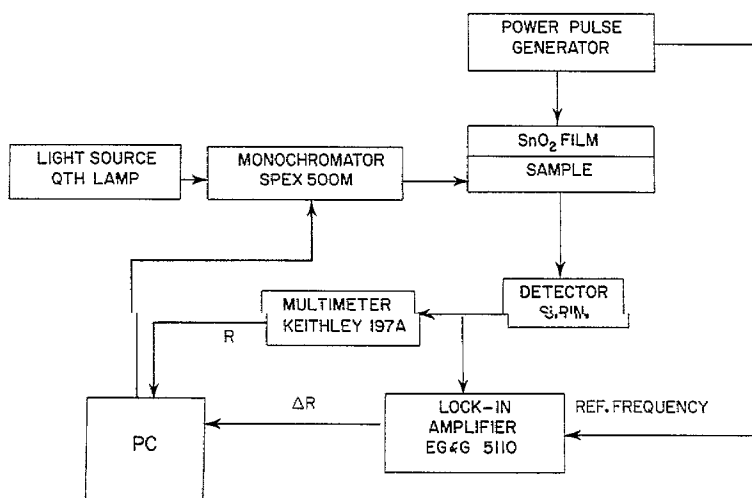 POWER PULSE
GENERATOR
SnO₂ FILM
SAMPLE
LIGHT SOURCE
QTH LAMP
MONOCHROMATOR
SPEX 500M
DETECTOR
MULTIMETER
KEITHLEY 197A
R
ΔR
LOCK-IN
AMPLIFIER
EG&G 5110
REF. FREQUENCY
PC